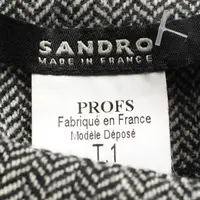 SANDRO
MADE IN FRANCE
PROFS
Fabriqué en France
Modèle Déposé
T.1